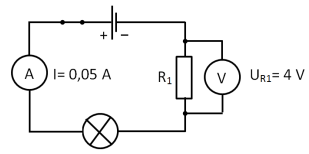 + −
A I= 0,05 A R1 V UR1= 4 V